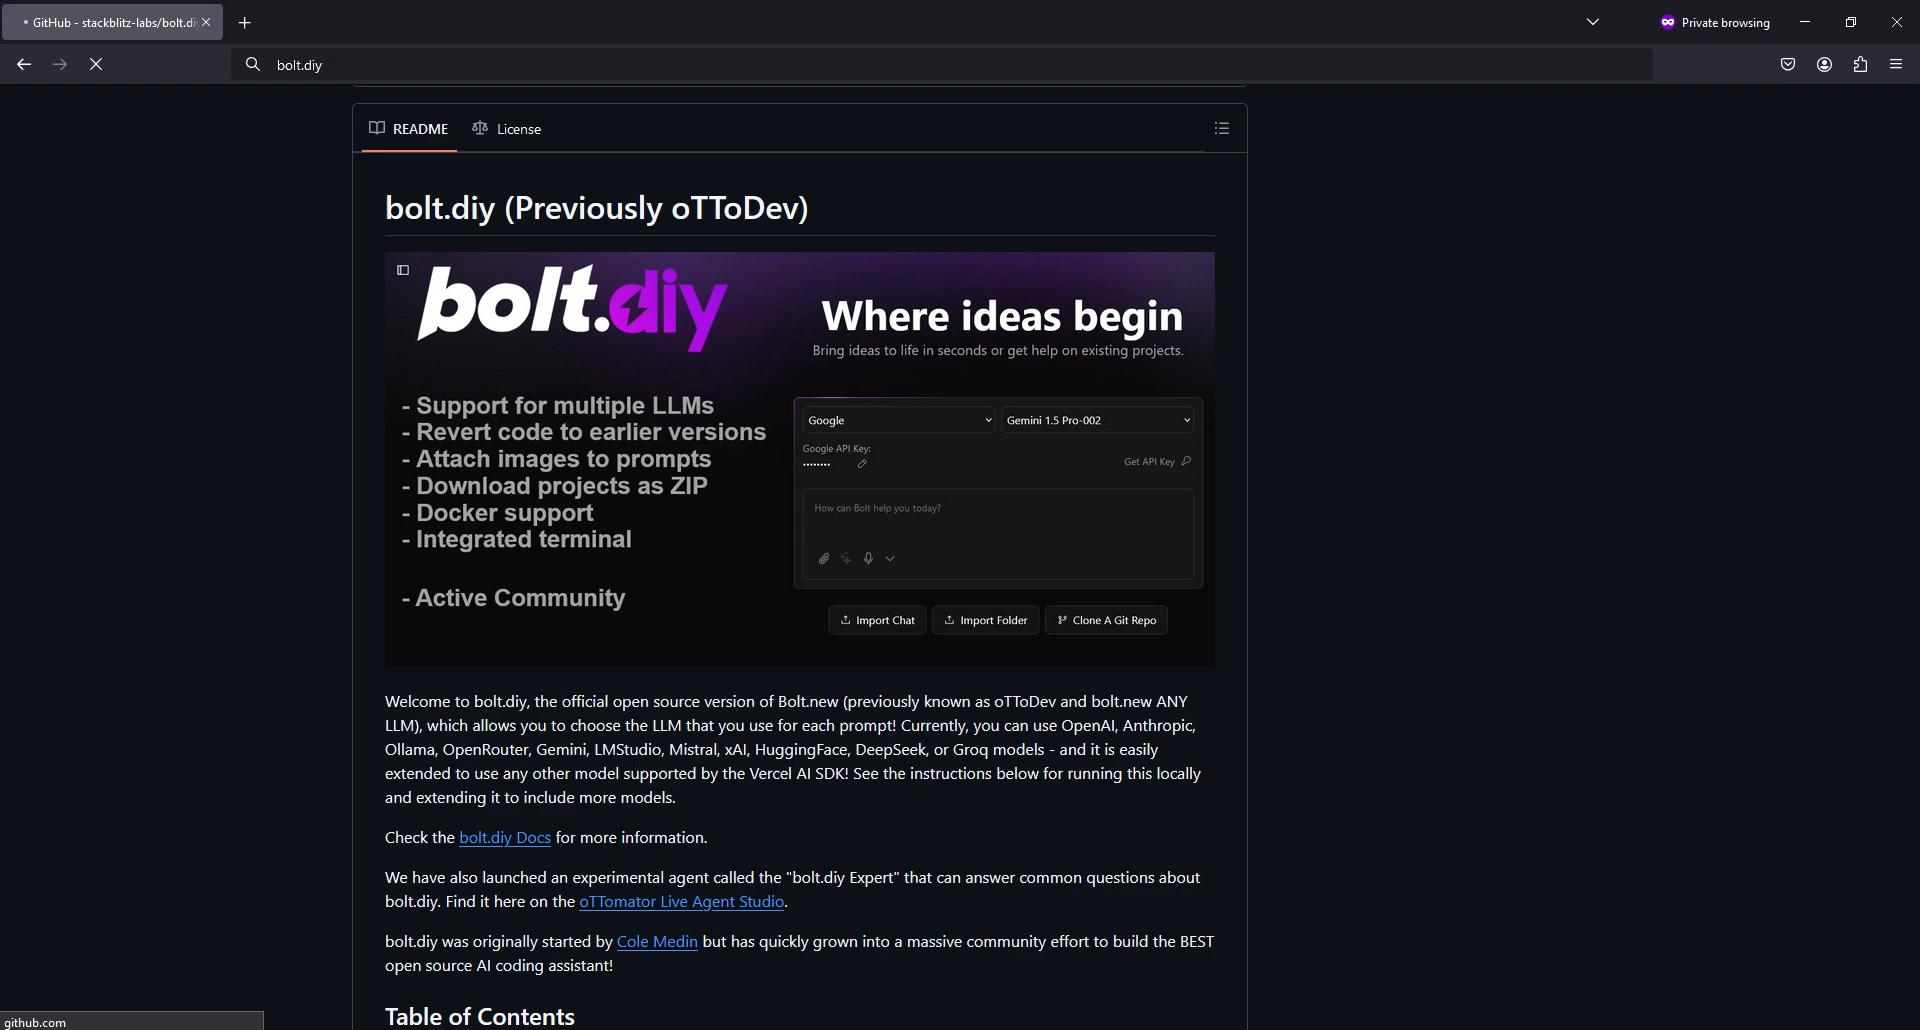 GitHub - stackblitz-labs/bolt.di
Private browsing
bolt.diy
README
License
bolt.diy (Previously oTToDev)
bolt.diy
Where ideas begin
Bring ideas to life in seconds or get help on existing projects.
- Support for multiple LLMs
- Revert code to earlier versions
- Attach images to prompts
- Download projects as ZIP
- Docker support
- Integrated terminal
- Active Community
Google
Gemini 1.5 Pro-002
Google API Key:
••••••••
Get API Key
How can Bolt help you today?
Import Chat
Import Folder
Clone A Git Repo
Welcome to bolt.diy, the official open source version of Bolt.new (previously known as oTToDev and bolt.new ANY
LLM), which allows you to choose the LLM that you use for each prompt! Currently, you can use OpenAI, Anthropic,
Ollama, OpenRouter, Gemini, LMStudio, Mistral, xAI, HuggingFace, DeepSeek, or Groq models - and it is easily
extended to use any other model supported by the Vercel AI SDK! See the instructions below for running this locally
and extending it to include more models.
Check the bolt.diy Docs for more information.
We have also launched an experimental agent called the "bolt.diy Expert" that can answer common questions about
bolt.diy. Find it here on the oTTomator Live Agent Studio.
bolt.diy was originally started by Cole Medin but has quickly grown into a massive community effort to build the BEST
open source AI coding assistant!
Table of Contents
github.com